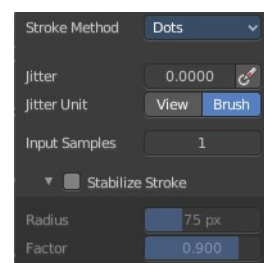 Stroke Method Dots
Jitter 0.0000
Jitter Unit View Brush
Input Samples 1
Stabilize Stroke
Radius 75 px
Factor 0.900